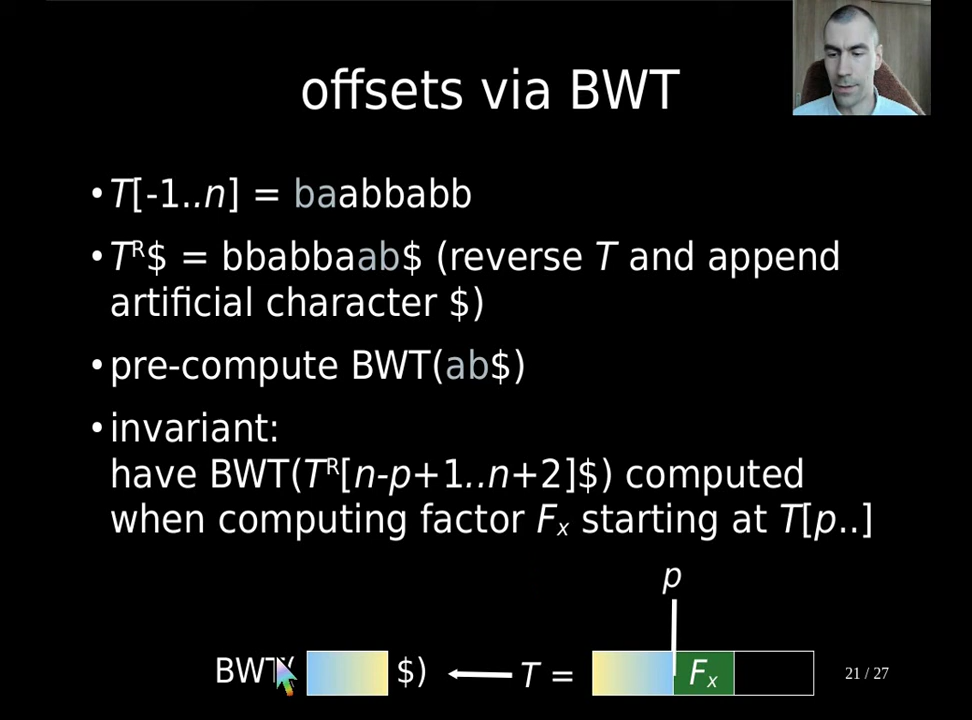 offsets via BWT
•T[-1..n] = baabbabb
•Tᴿ$ = bbabbaab$ (reverse T and append
artificial character $)
•pre-compute BWT(ab$)
•invariant:
have BWT(Tᴿ[n-p+1..n+2]$) computed
when computing factor Fₓ starting at T[p..]
p
BWT( $) T = Fₓ
21 / 27